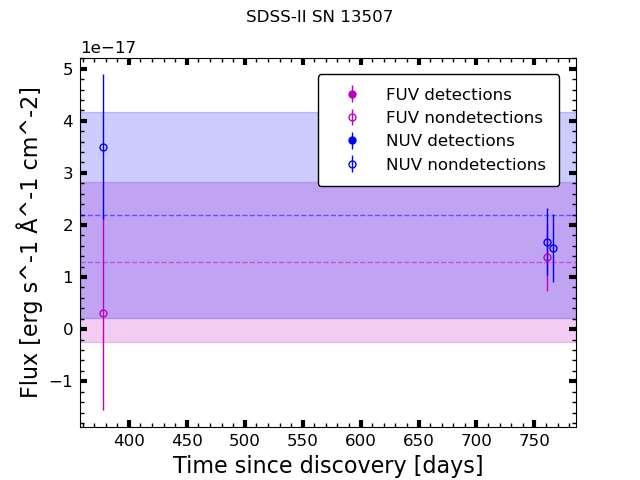 SDSS-II SN 13507
1e−17
5
4
3
2
1
0
−1
Flux [erg s^-1 Å^-1 cm^-2]
FUV detections
FUV nondetections
NUV detections
NUV nondetections
400 450 500 550 600 650 700 750
Time since discovery [days]